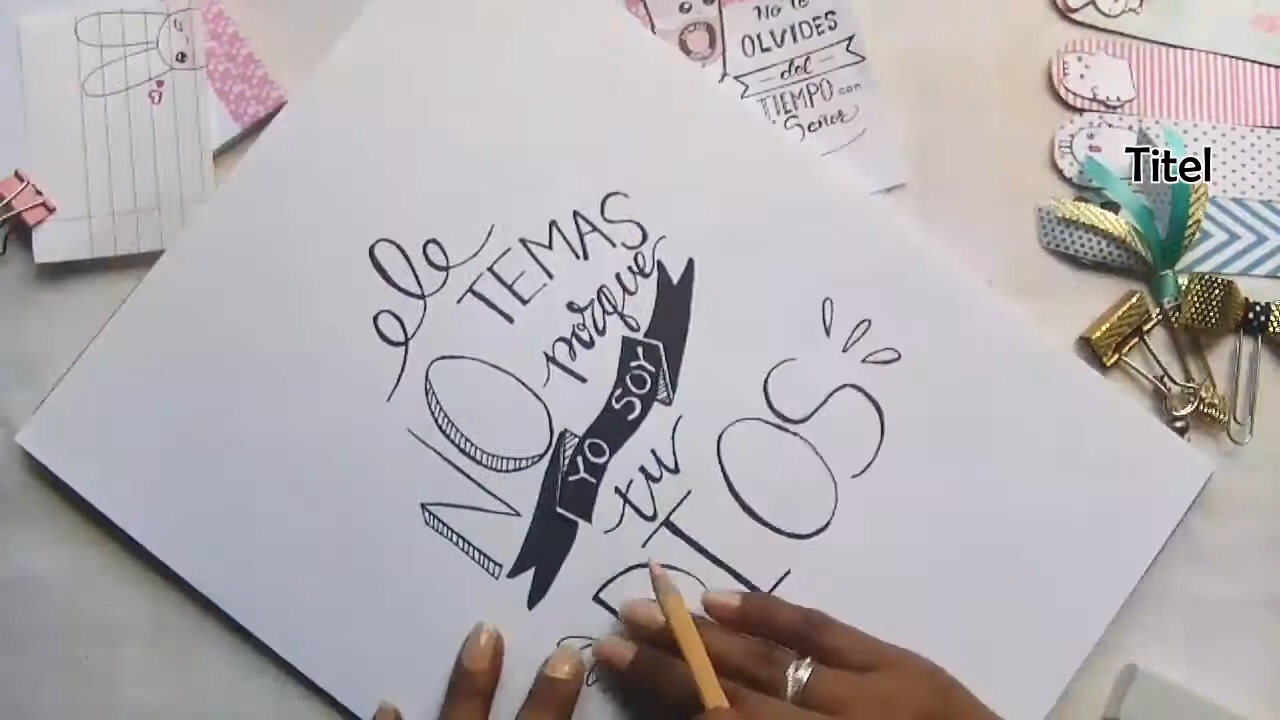 NO TEMAS
porque
YO SOY
tu
DIOS
No te
OLVIDES
del
TIEMPO con
Señor
Titel